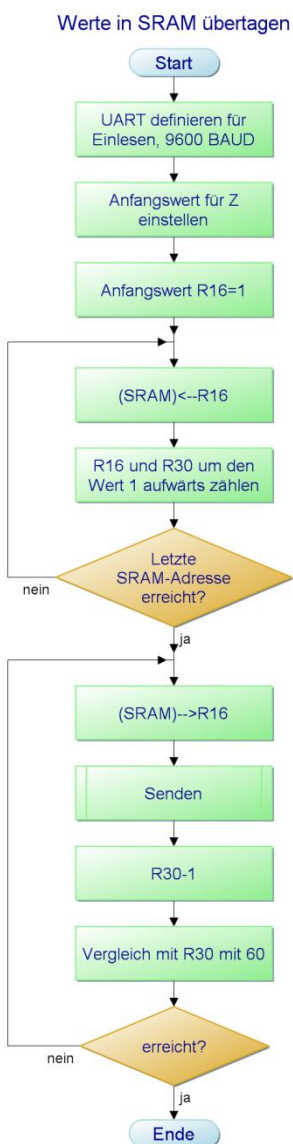 Werte in SRAM übertagen
Start
UART definieren für
Einlesen, 9600 BAUD
Anfangswert für Z
einstellen
Anfangswert R16=1
(SRAM)<--R16
R16 und R30 um den
Wert 1 aufwärts zählen
Letzte
SRAM-Adresse
erreicht?
nein
ja
(SRAM)-->R16
Senden
R30-1
Vergleich mit R30 mit 60
erreicht?
nein
ja
Ende